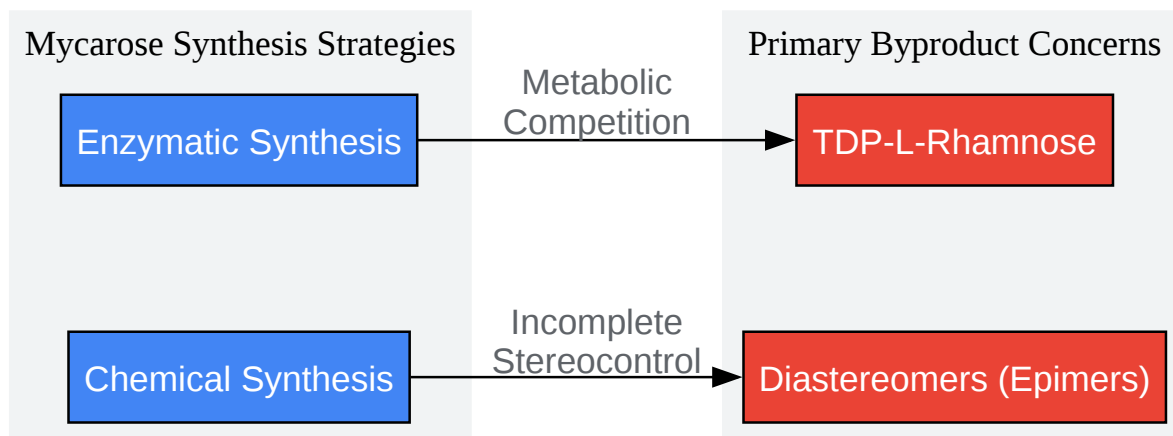 Mycarose Synthesis Strategies
Primary Byproduct Concerns
Metabolic
Competition
Enzymatic Synthesis
TDP-L-Rhamnose
Incomplete
Stereocontrol
Chemical Synthesis
Diastereomers (Epimers)